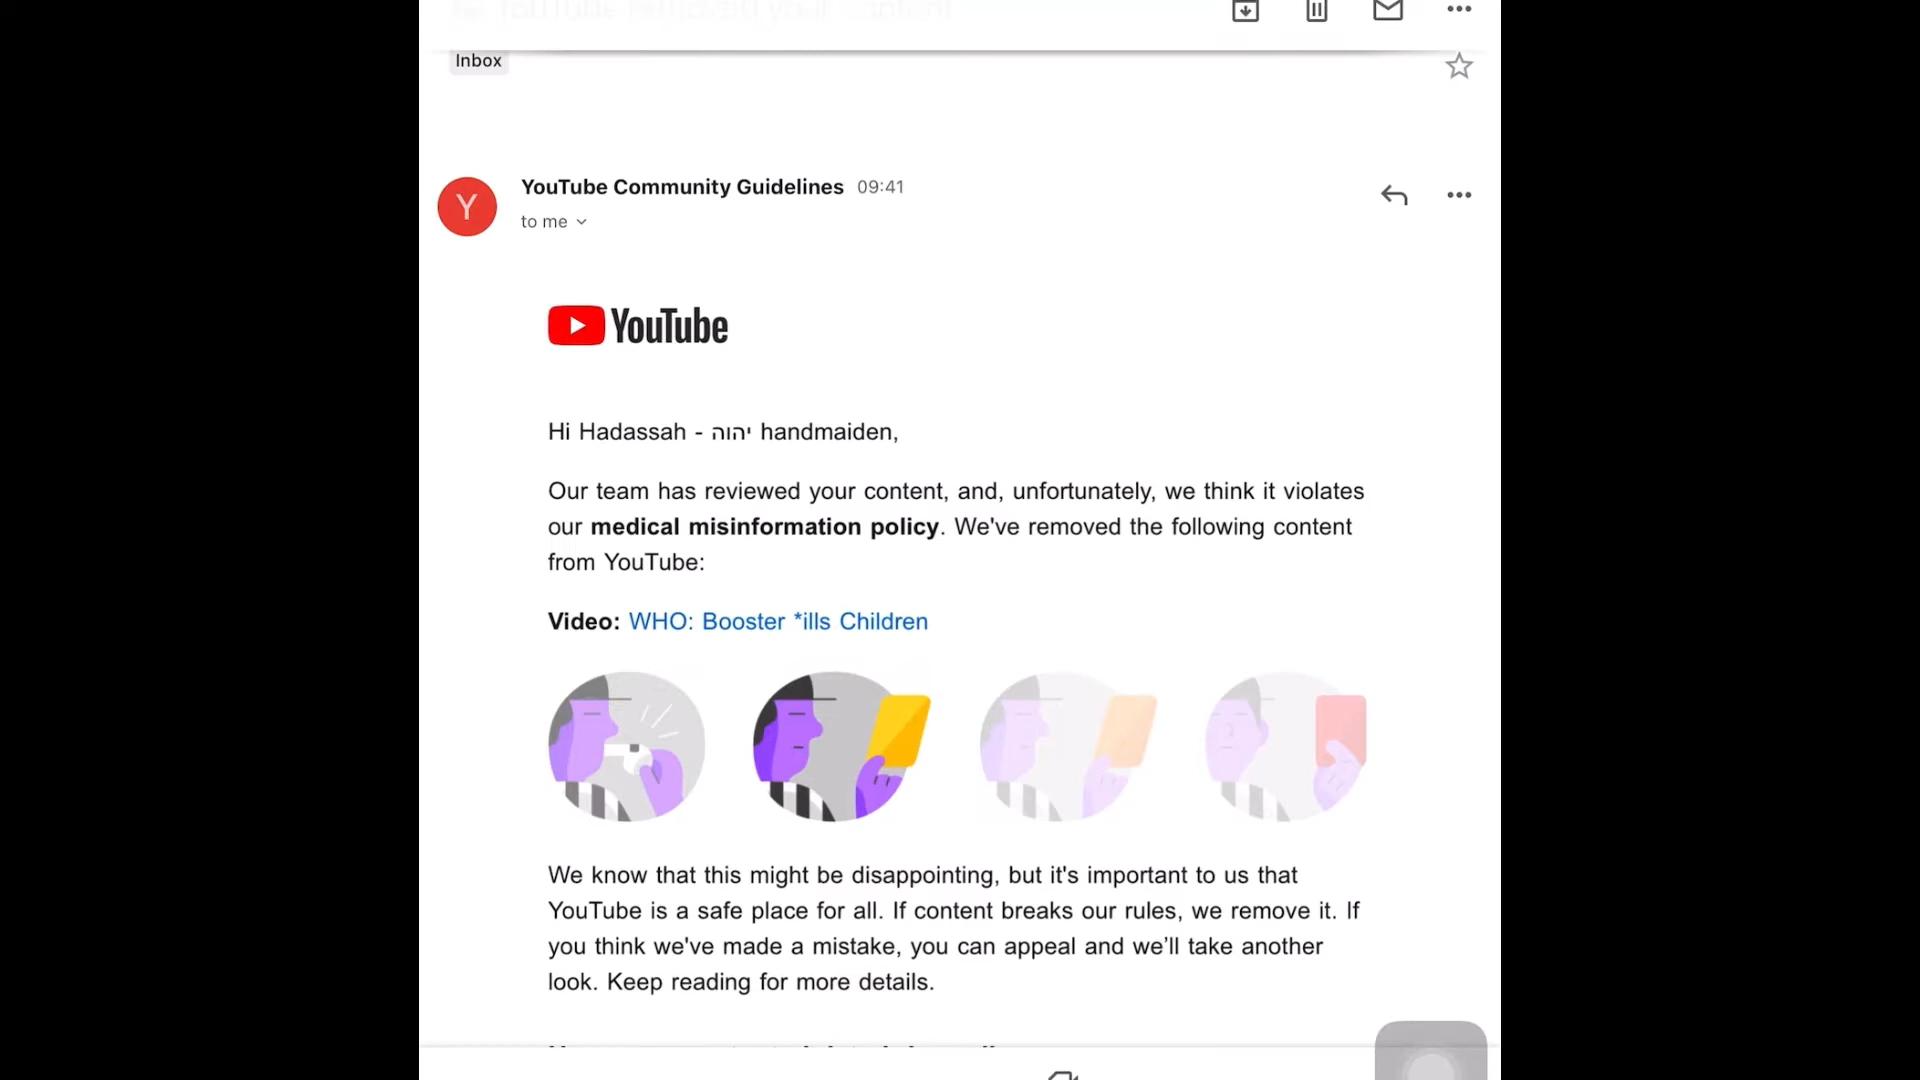 YouTube removed your content
Inbox
Y
YouTube Community Guidelines 09:41
to me
YouTube
Hi Hadassah - יהוה handmaiden,
Our team has reviewed your content, and, unfortunately, we think it violates
our medical misinformation policy. We've removed the following content
from YouTube:
Video: WHO: Booster *ills Children
We know that this might be disappointing, but it's important to us that
YouTube is a safe place for all. If content breaks our rules, we remove it. If
you think we've made a mistake, you can appeal and we’ll take another
look. Keep reading for more details.